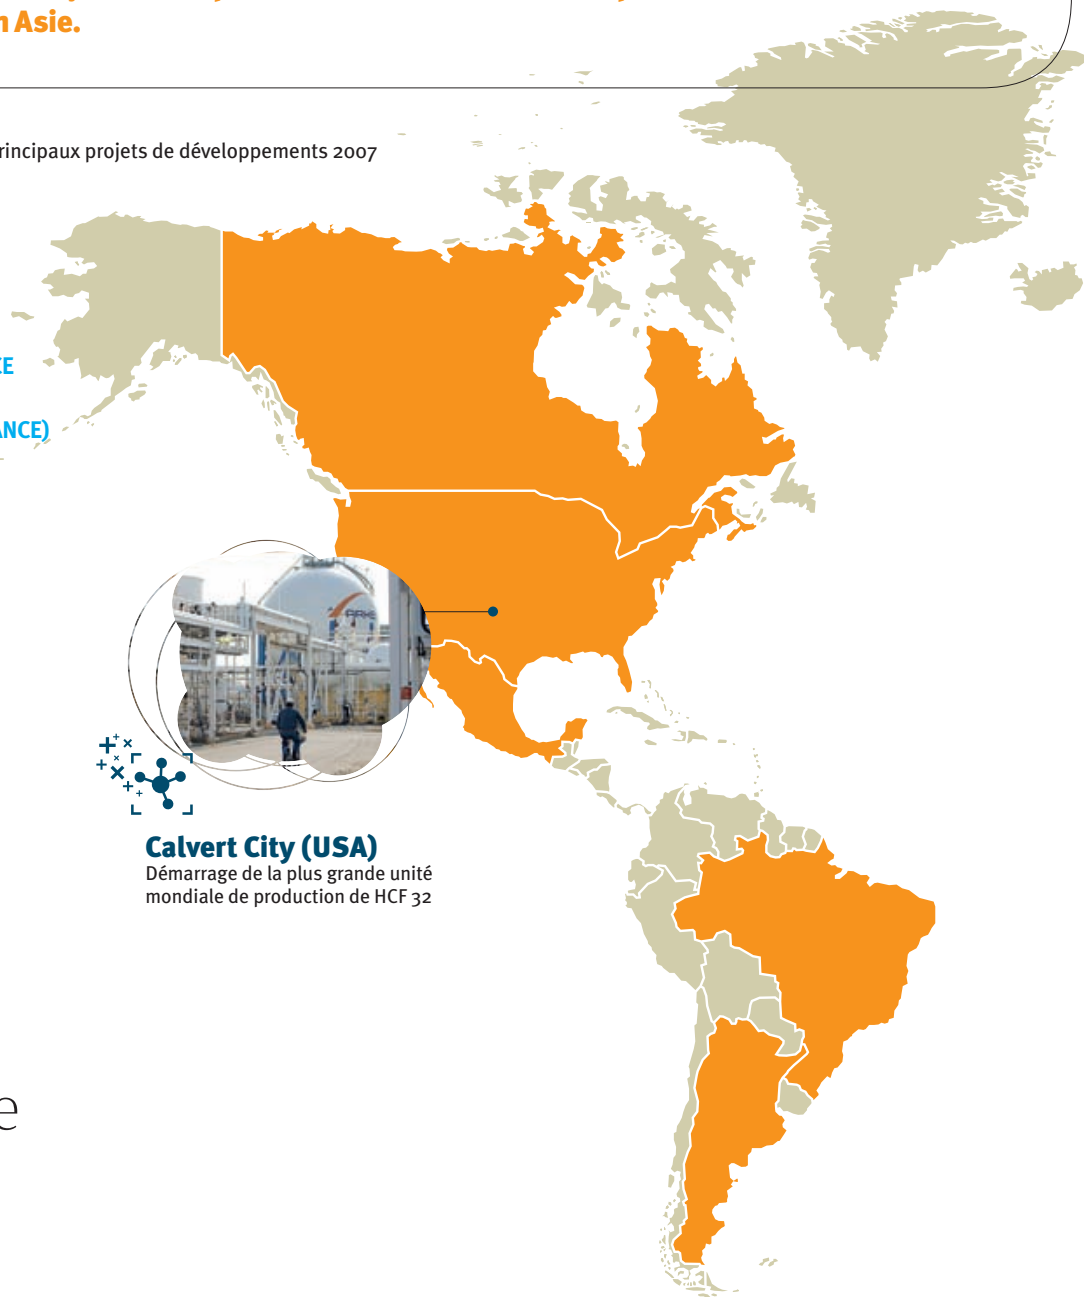 n Asie.
rincipaux projets de développements 2007
CE
ANCE)
Calvert City (USA)
Démarrage de la plus grande unité
mondiale de production de HCF 32
e